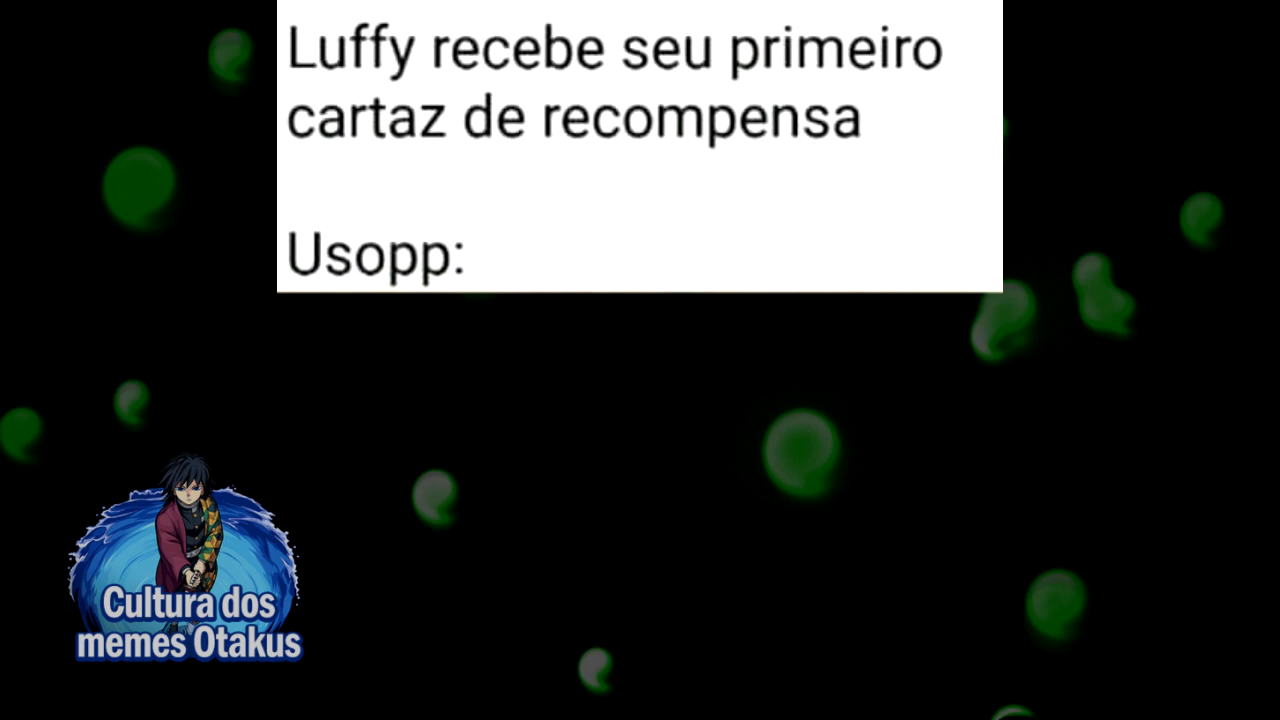 Luffy recebe seu primeiro
cartaz de recompensa
Usopp:
Cultura dos
memes Otakus